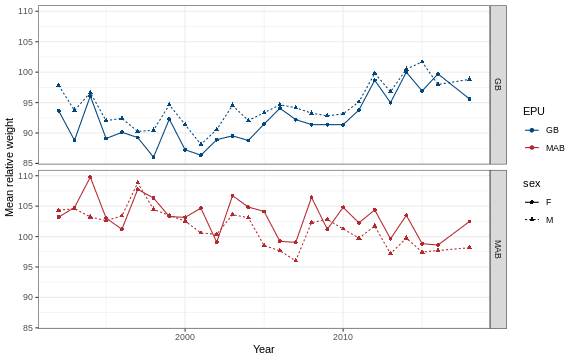 110
105
100
95
90
85
GB
110
105
100
95
90
85
MAB
2000
2010
Year
Mean relative weight
EPU
GB
MAB
sex
F
M